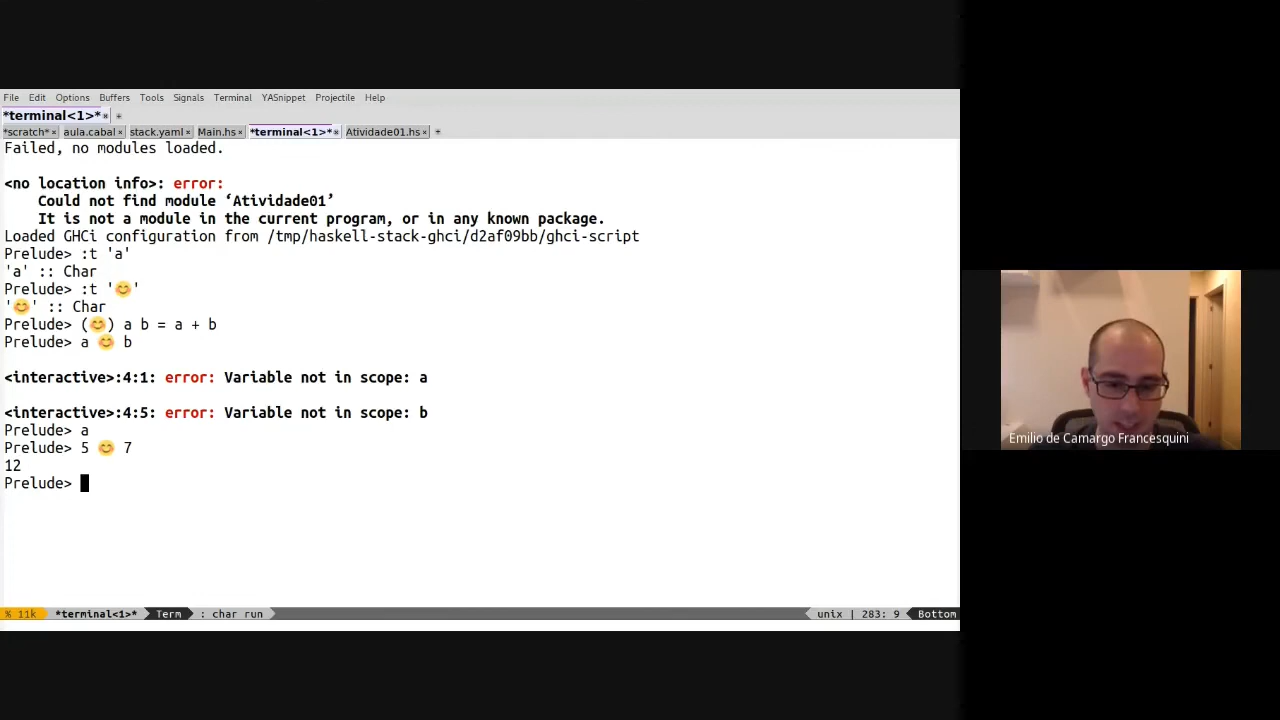 File Edit Options Buffers Tools Signals Terminal YASnippet Projectile Help
*terminal<1>*× +
*scratch*× aula.cabal× stack.yaml× Main.hs× *terminal<1>*× Atividade01.hs× +
Failed, no modules loaded.
<no location info>: error:
Could not find module ‘Atividade01’
It is not a module in the current program, or in any known package.
Loaded GHCi configuration from /tmp/haskell-stack-ghci/d2af09bb/ghci-script
Prelude> :t 'a'
'a' :: Char
Prelude> :t '😊'
'😊' :: Char
Prelude> (😊) a b = a + b
Prelude> a 😊 b
<interactive>:4:1: error: Variable not in scope: a
<interactive>:4:5: error: Variable not in scope: b
Prelude> a
Prelude> 5 😊 7
12
Prelude>
% 11k *terminal<1>* Term : char run unix | 283: 9 Bottom
Emilio de Camargo Francesquini